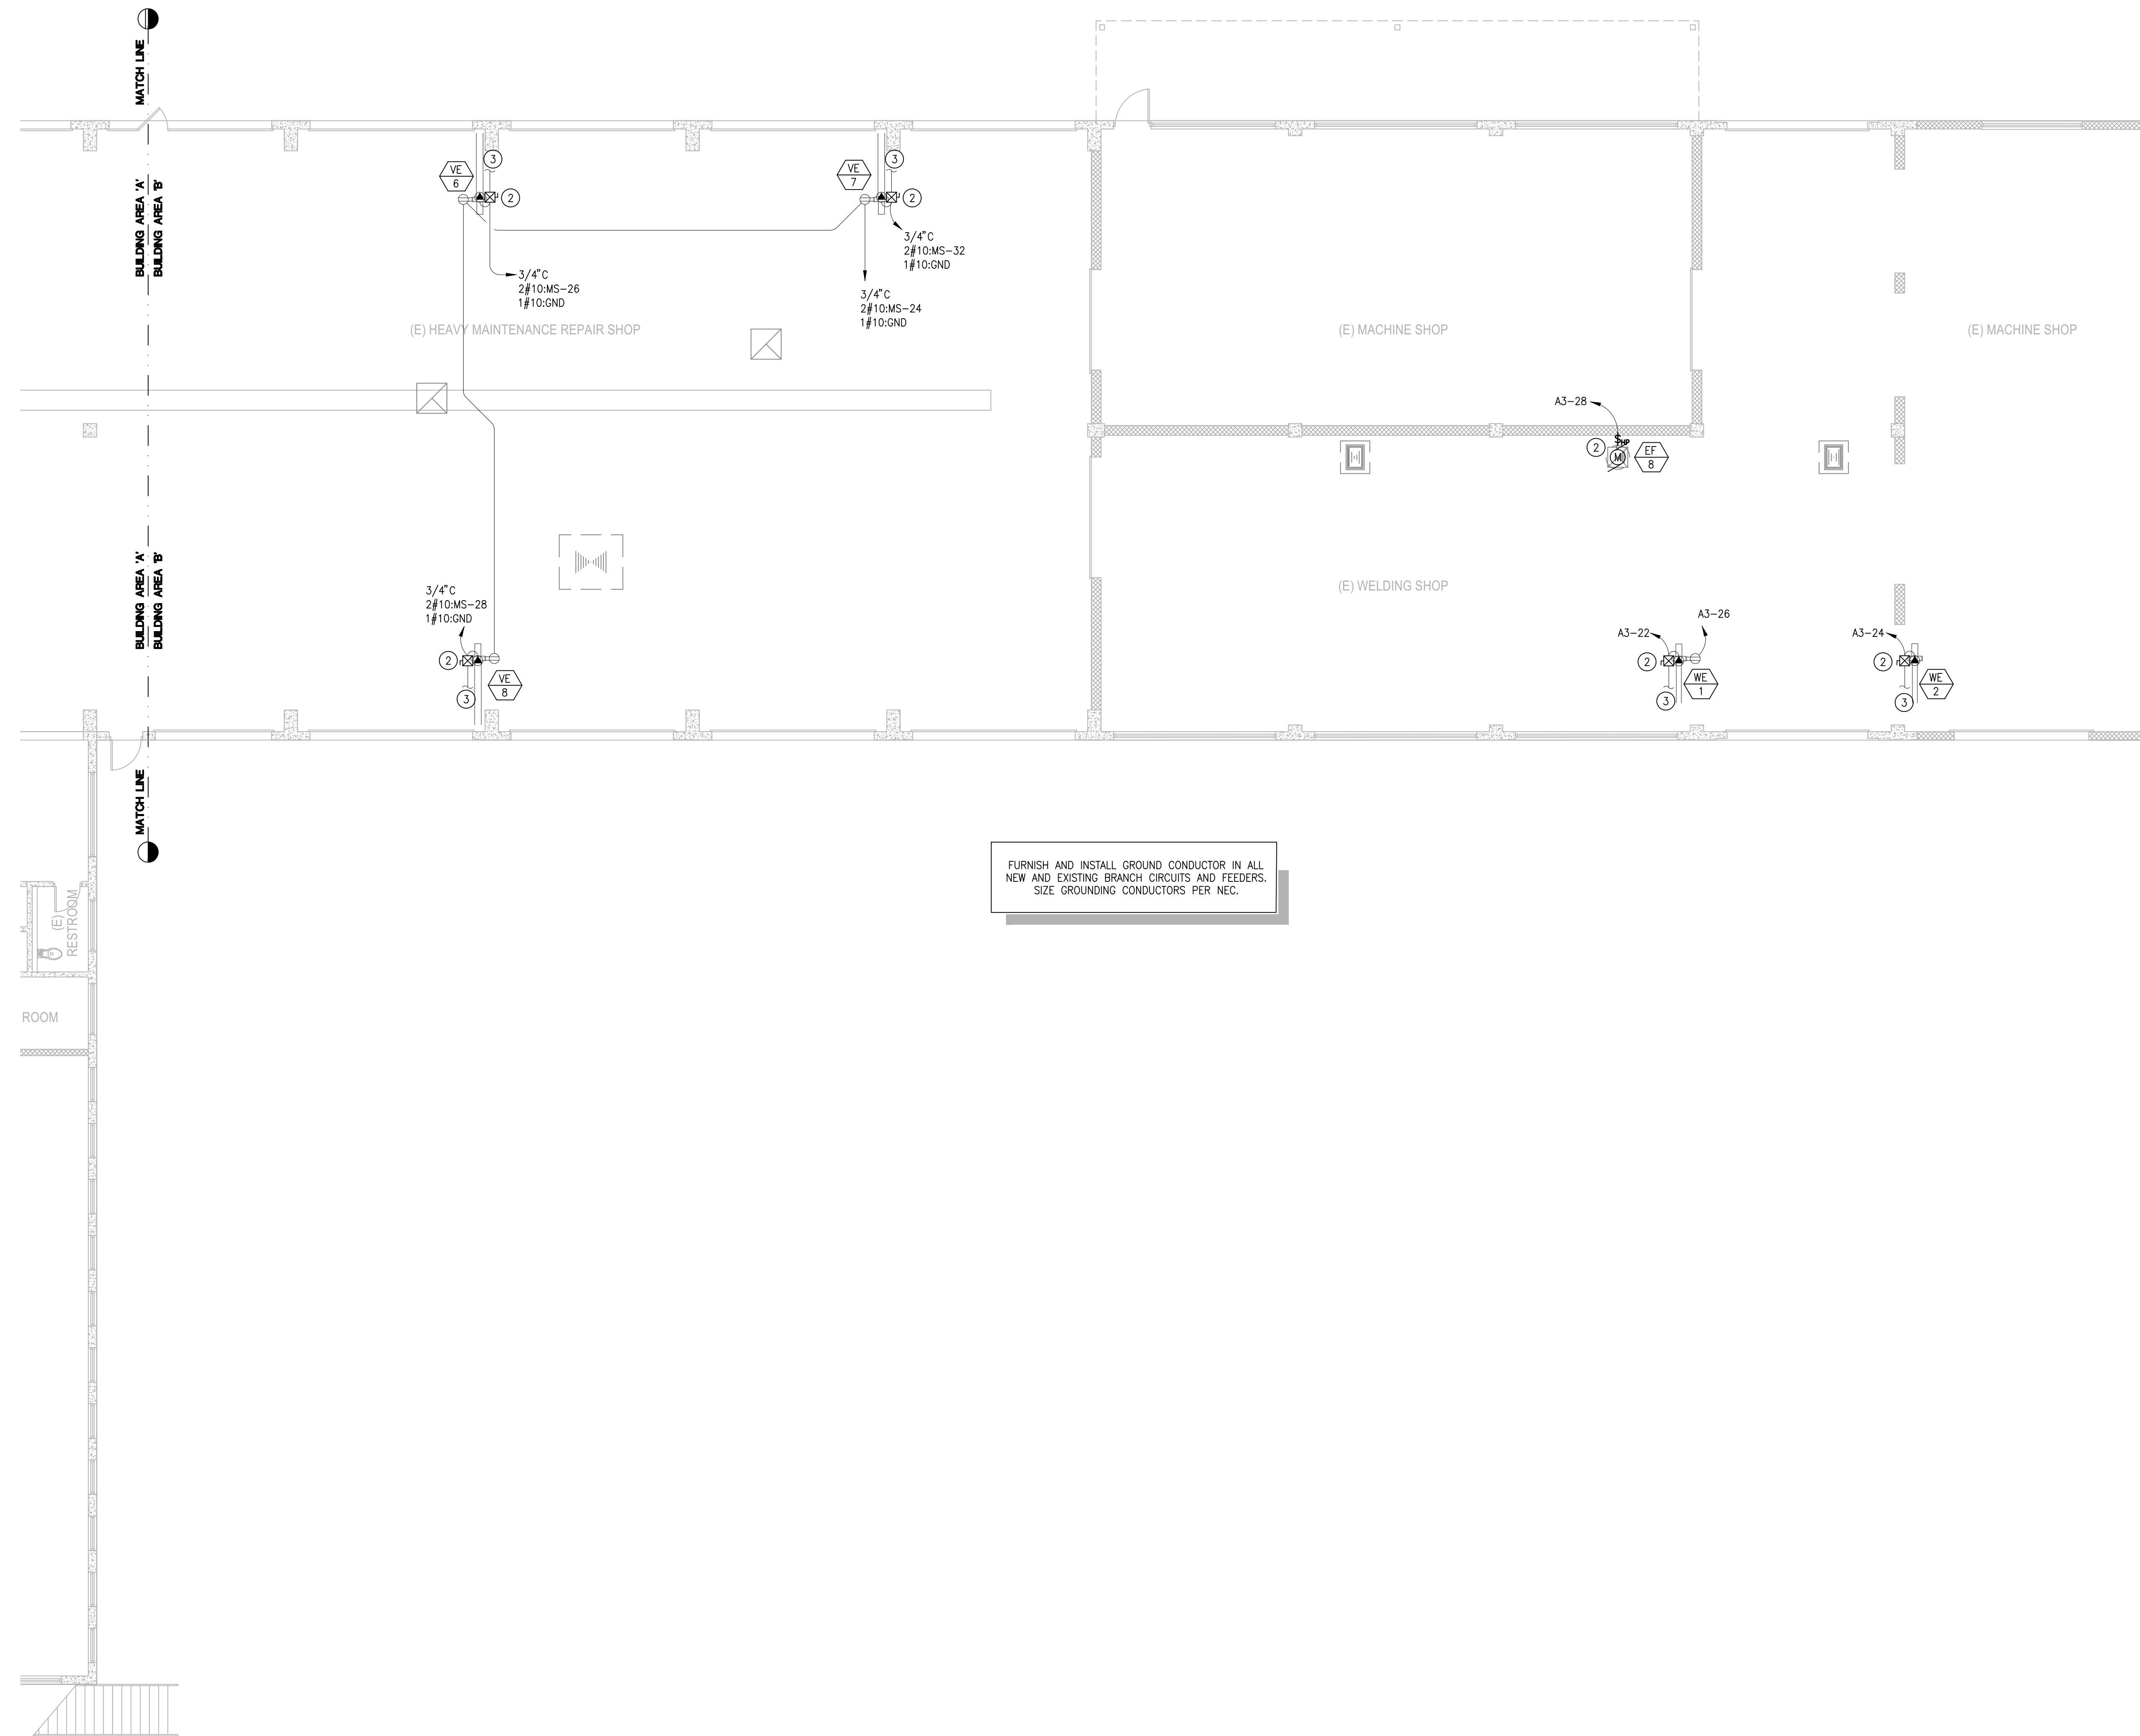 MATCH LINE
BUILDING AREA 'A'
BUILDING AREA 'B'
VE
6
3
2
3/4"C
2#10:MS-26
1#10:GND
VE
7
3
2
3/4"C
2#10:MS-32
1#10:GND
3/4"C
2#10:MS-24
1#10:GND
(E) HEAVY MAINTENANCE REPAIR SHOP
(E) MACHINE SHOP
(E) MACHINE SHOP
A3-28
$HP
2
M
EF
8
BUILDING AREA 'A'
BUILDING AREA 'B'
3/4"C
2#10:MS-28
1#10:GND
2
3
VE
8
(E) WELDING SHOP
A3-22
A3-26
2
3
WE
1
A3-24
2
3
WE
2
MATCH LINE
FURNISH AND INSTALL GROUND CONDUCTOR IN ALL
NEW AND EXISTING BRANCH CIRCUITS AND FEEDERS.
SIZE GROUNDING CONDUCTORS PER NEC.
(E)
RESTROOM
ROOM